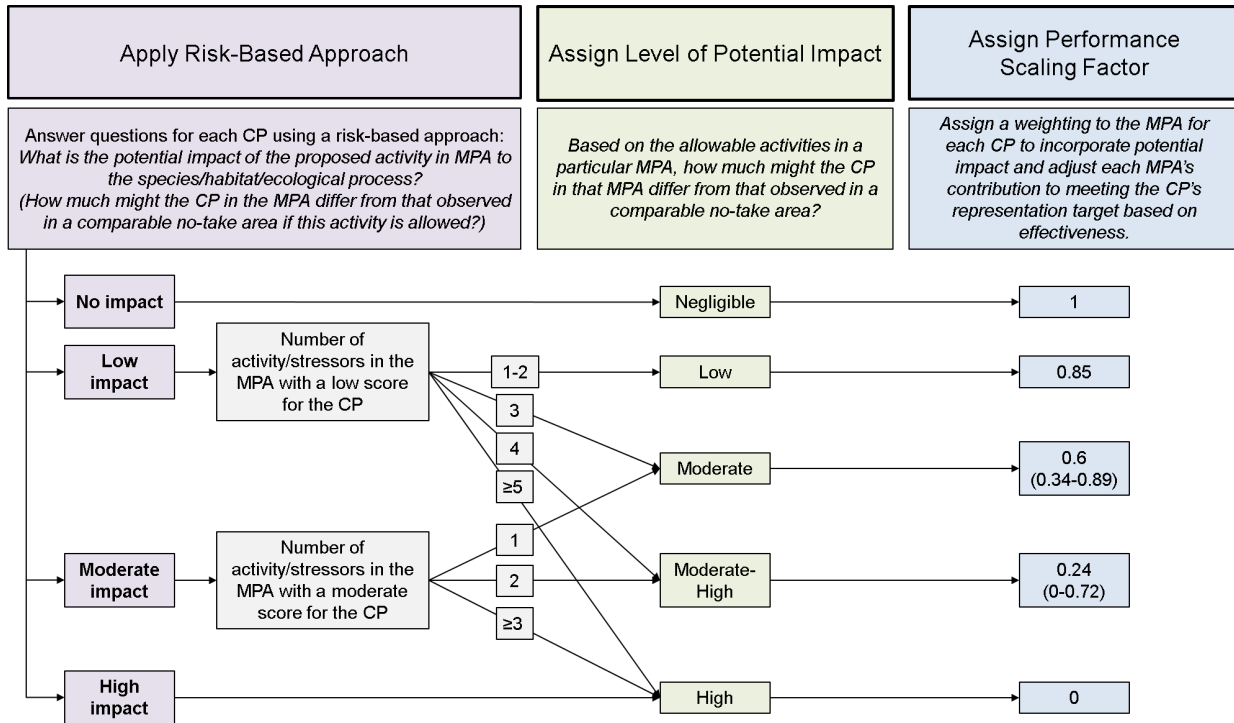 Apply Risk-Based Approach
Assign Level of Potential Impact
Assign Performance
Scaling Factor
Answer questions for each CP using a risk-based approach:
What is the potential impact of the proposed activity in MPA to
the species/habitat/ecological process?
(How much might the CP in the MPA differ from that observed
in a comparable no-take area if this activity is allowed?)
Based on the allowable activities in a
particular MPA, how much might the CP
in that MPA differ from that observed in a
comparable no-take area?
Assign a weighting to the MPA for
each CP to incorporate potential
impact and adjust each MPA's
contribution to meeting the CP's
representation target based on
effectiveness.
No impact
Negligible
1
Low
impact
Number of
activity/stressors in the
MPA with a low score
for the CP
1-2
3
4
≥5
Low
0.85
Moderate
0.6
(0.34-0.89)
Moderate
impact
Number of
activity/stressors in the
MPA with a moderate
score for the CP
1
2
≥3
Moderate-
High
0.24
(0-0.72)
High
impact
High
0